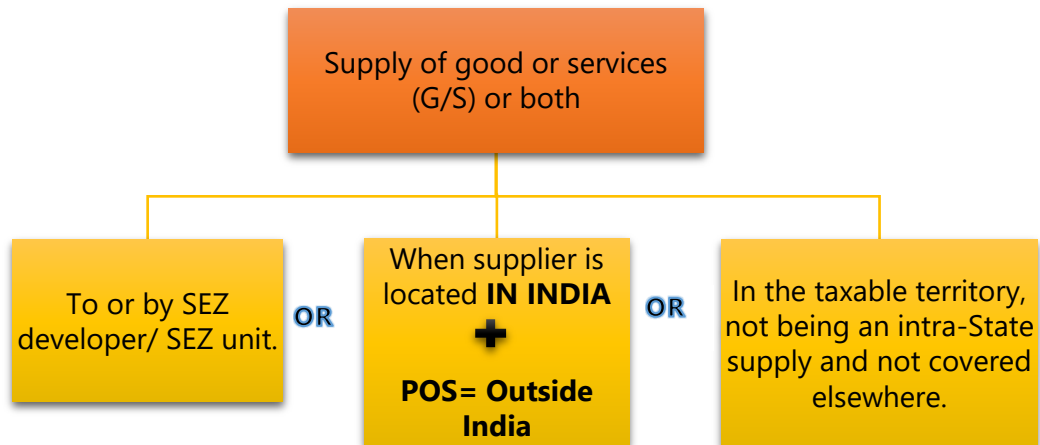 Supply of good or services
(G/S) or both
To or by SEZ
developer/ SEZ unit.
OR
When supplier is
located IN INDIA
+
POS= Outside
India
OR
In the taxable territory,
not being an intra-State
supply and not covered
elsewhere.